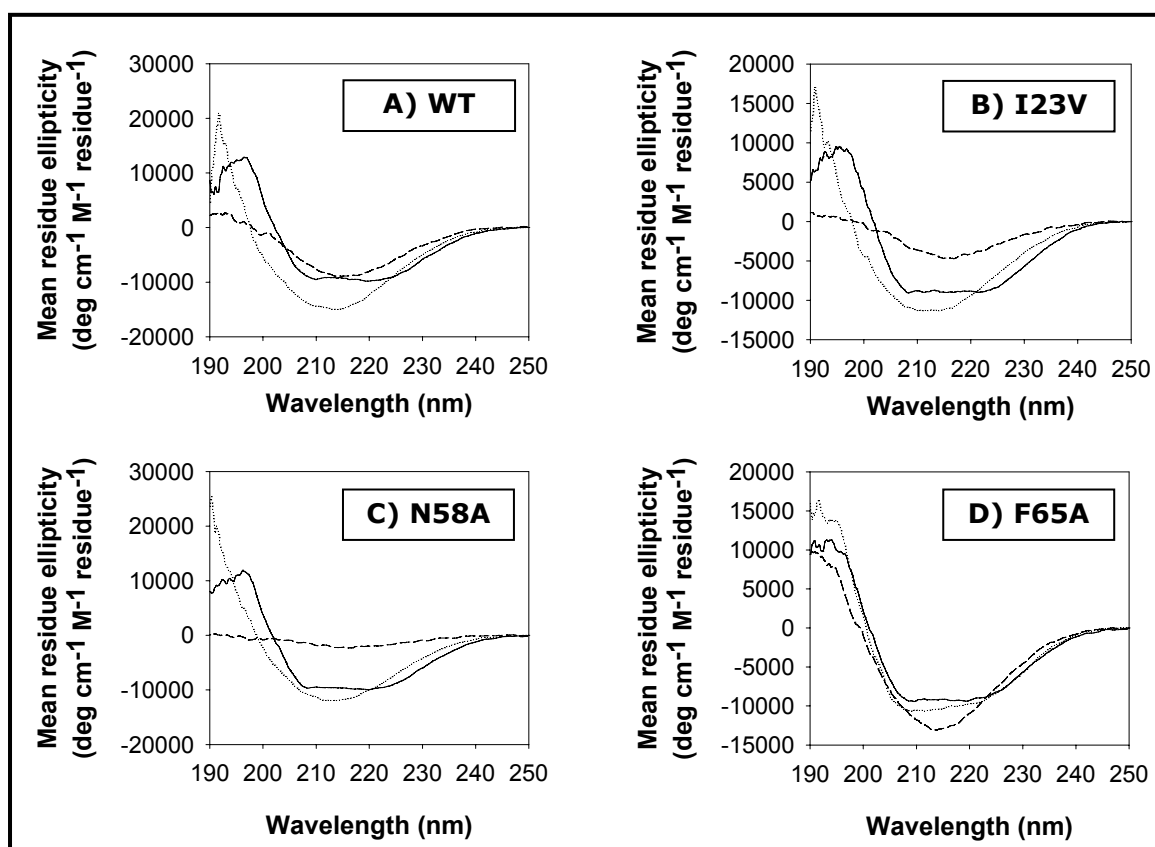 A) WT
Mean residue ellipticity
(deg cm-1 M-1 residue-1)
30000
20000
10000
0
-10000
-20000
190 200 210 220 230 240 250
Wavelength (nm)
B) I23V
Mean residue ellipticity
(deg cm-1 M-1 residue-1)
20000
15000
10000
5000
0
-5000
-10000
-15000
190 200 210 220 230 240 250
Wavelength (nm)
C) N58A
Mean residue ellipticity
(deg cm-1 M-1 residue-1)
30000
20000
10000
0
-10000
-20000
190 200 210 220 230 240 250
Wavelength (nm)
D) F65A
Mean residue ellipticity
(deg cm-1 M-1 residue-1)
20000
15000
10000
5000
0
-5000
-10000
-15000
190 200 210 220 230 240 250
Wavelength (nm)